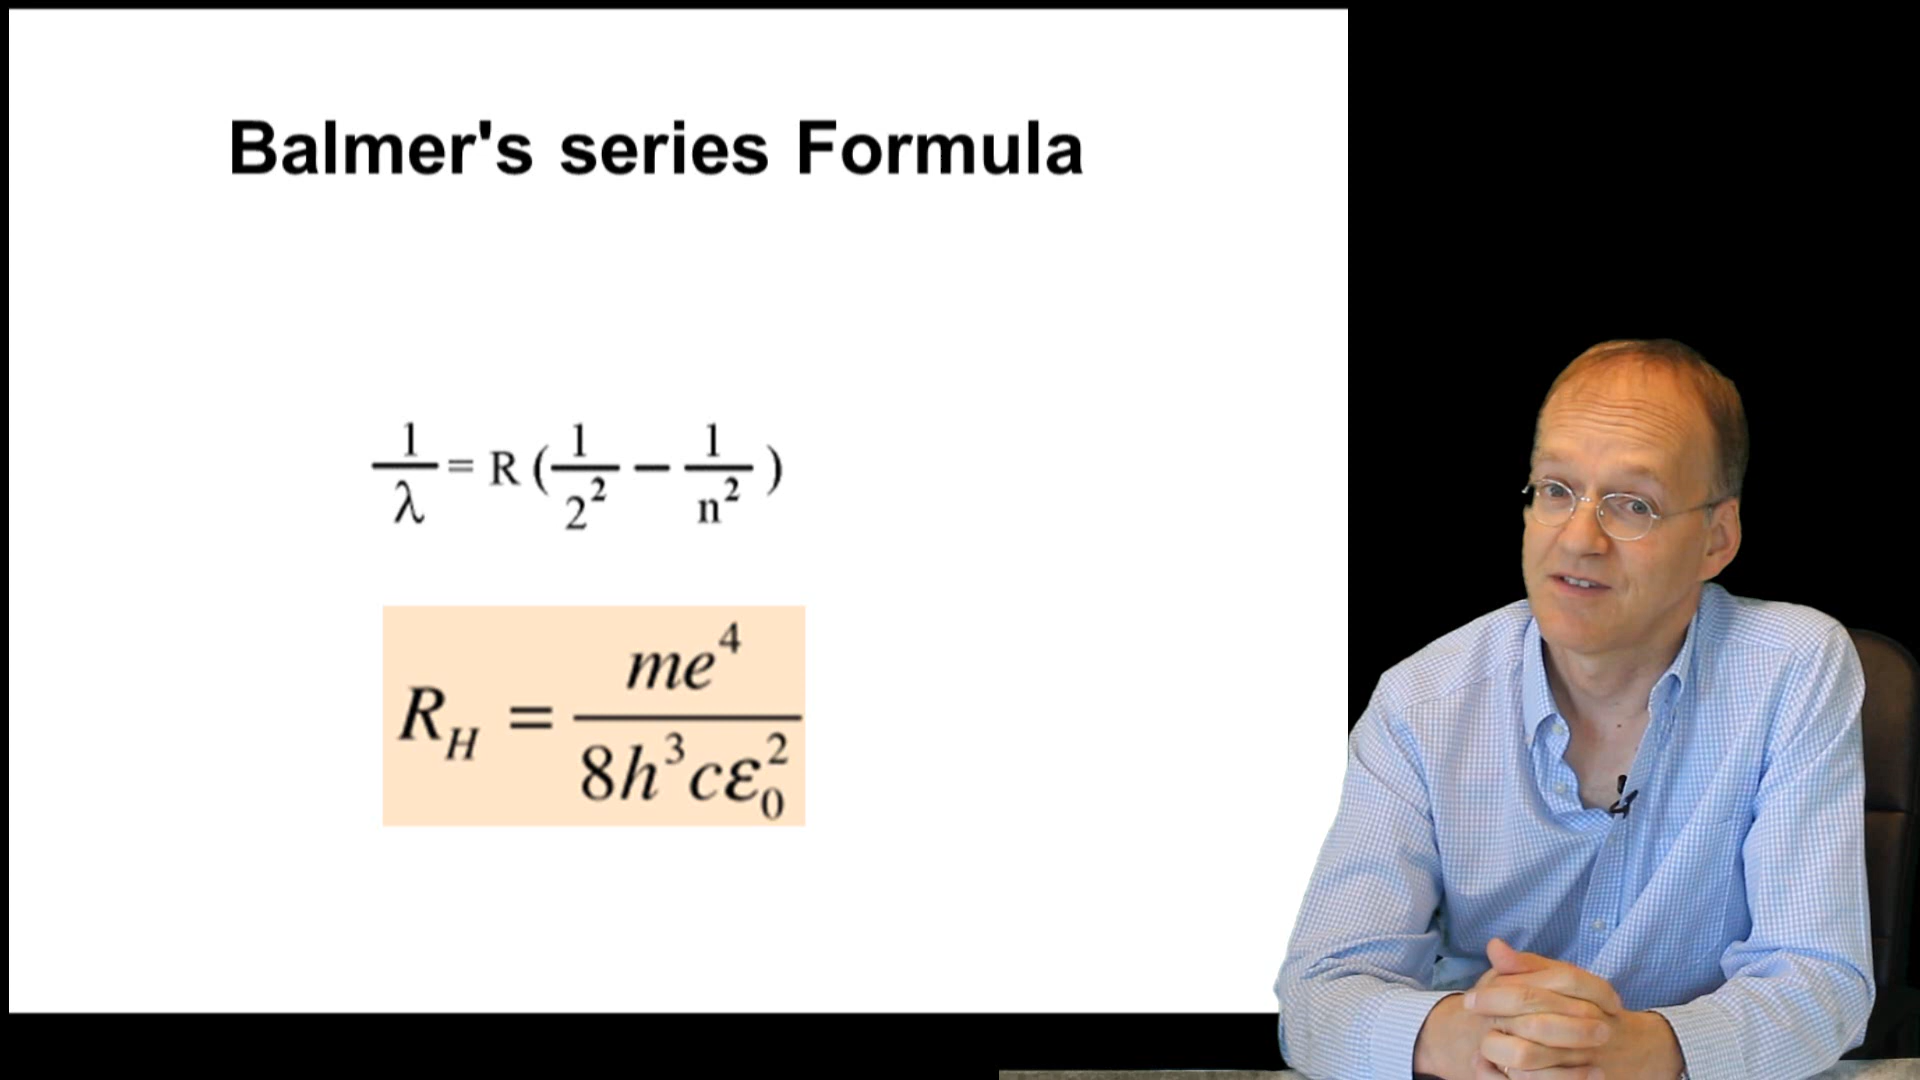 Balmer's series Formula
1/λ = R (1/2² − 1/n²)
R_H = me⁴/8h³cε₀²